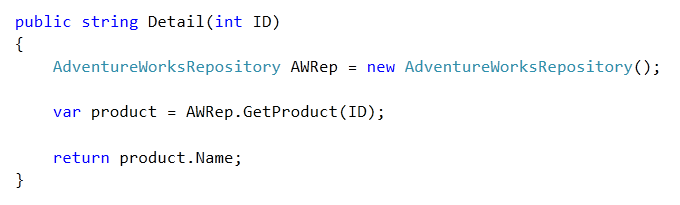 public string Detail(int ID)
{
    AdventureWorksRepository AWRep = new AdventureWorksRepository();
    var product = AWRep.GetProduct(ID);
    return product.Name;
}